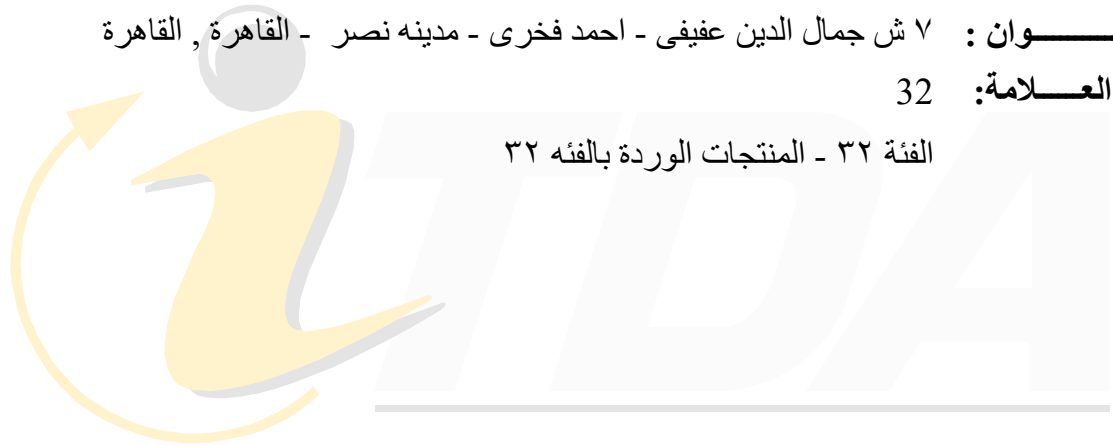 ـــــــوان : ٧ ش جمال الدين عفيفى - احمد فخرى - مدينه نصر - القاهرة , القاهرة
العـــــلامة: 32
الفئة ٣٢ - المنتجات الوردة بالفئه ٣٢
iTDA